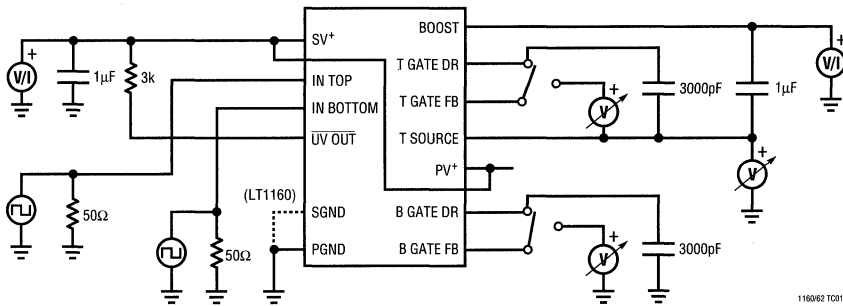 BOOST
+
SV+
+
+
V/I
1μF
3k
T GATE DR
IN TOP
T GATE FB
V
3000pF
1μF
V/I
IN BOTTOM
UV OUT
T SOURCE
PV+
+
V
50Ω
(LT1160)
SGND
B GATE DR
50Ω
PGND
B GATE FB
V
3000pF
1160/62 TC01